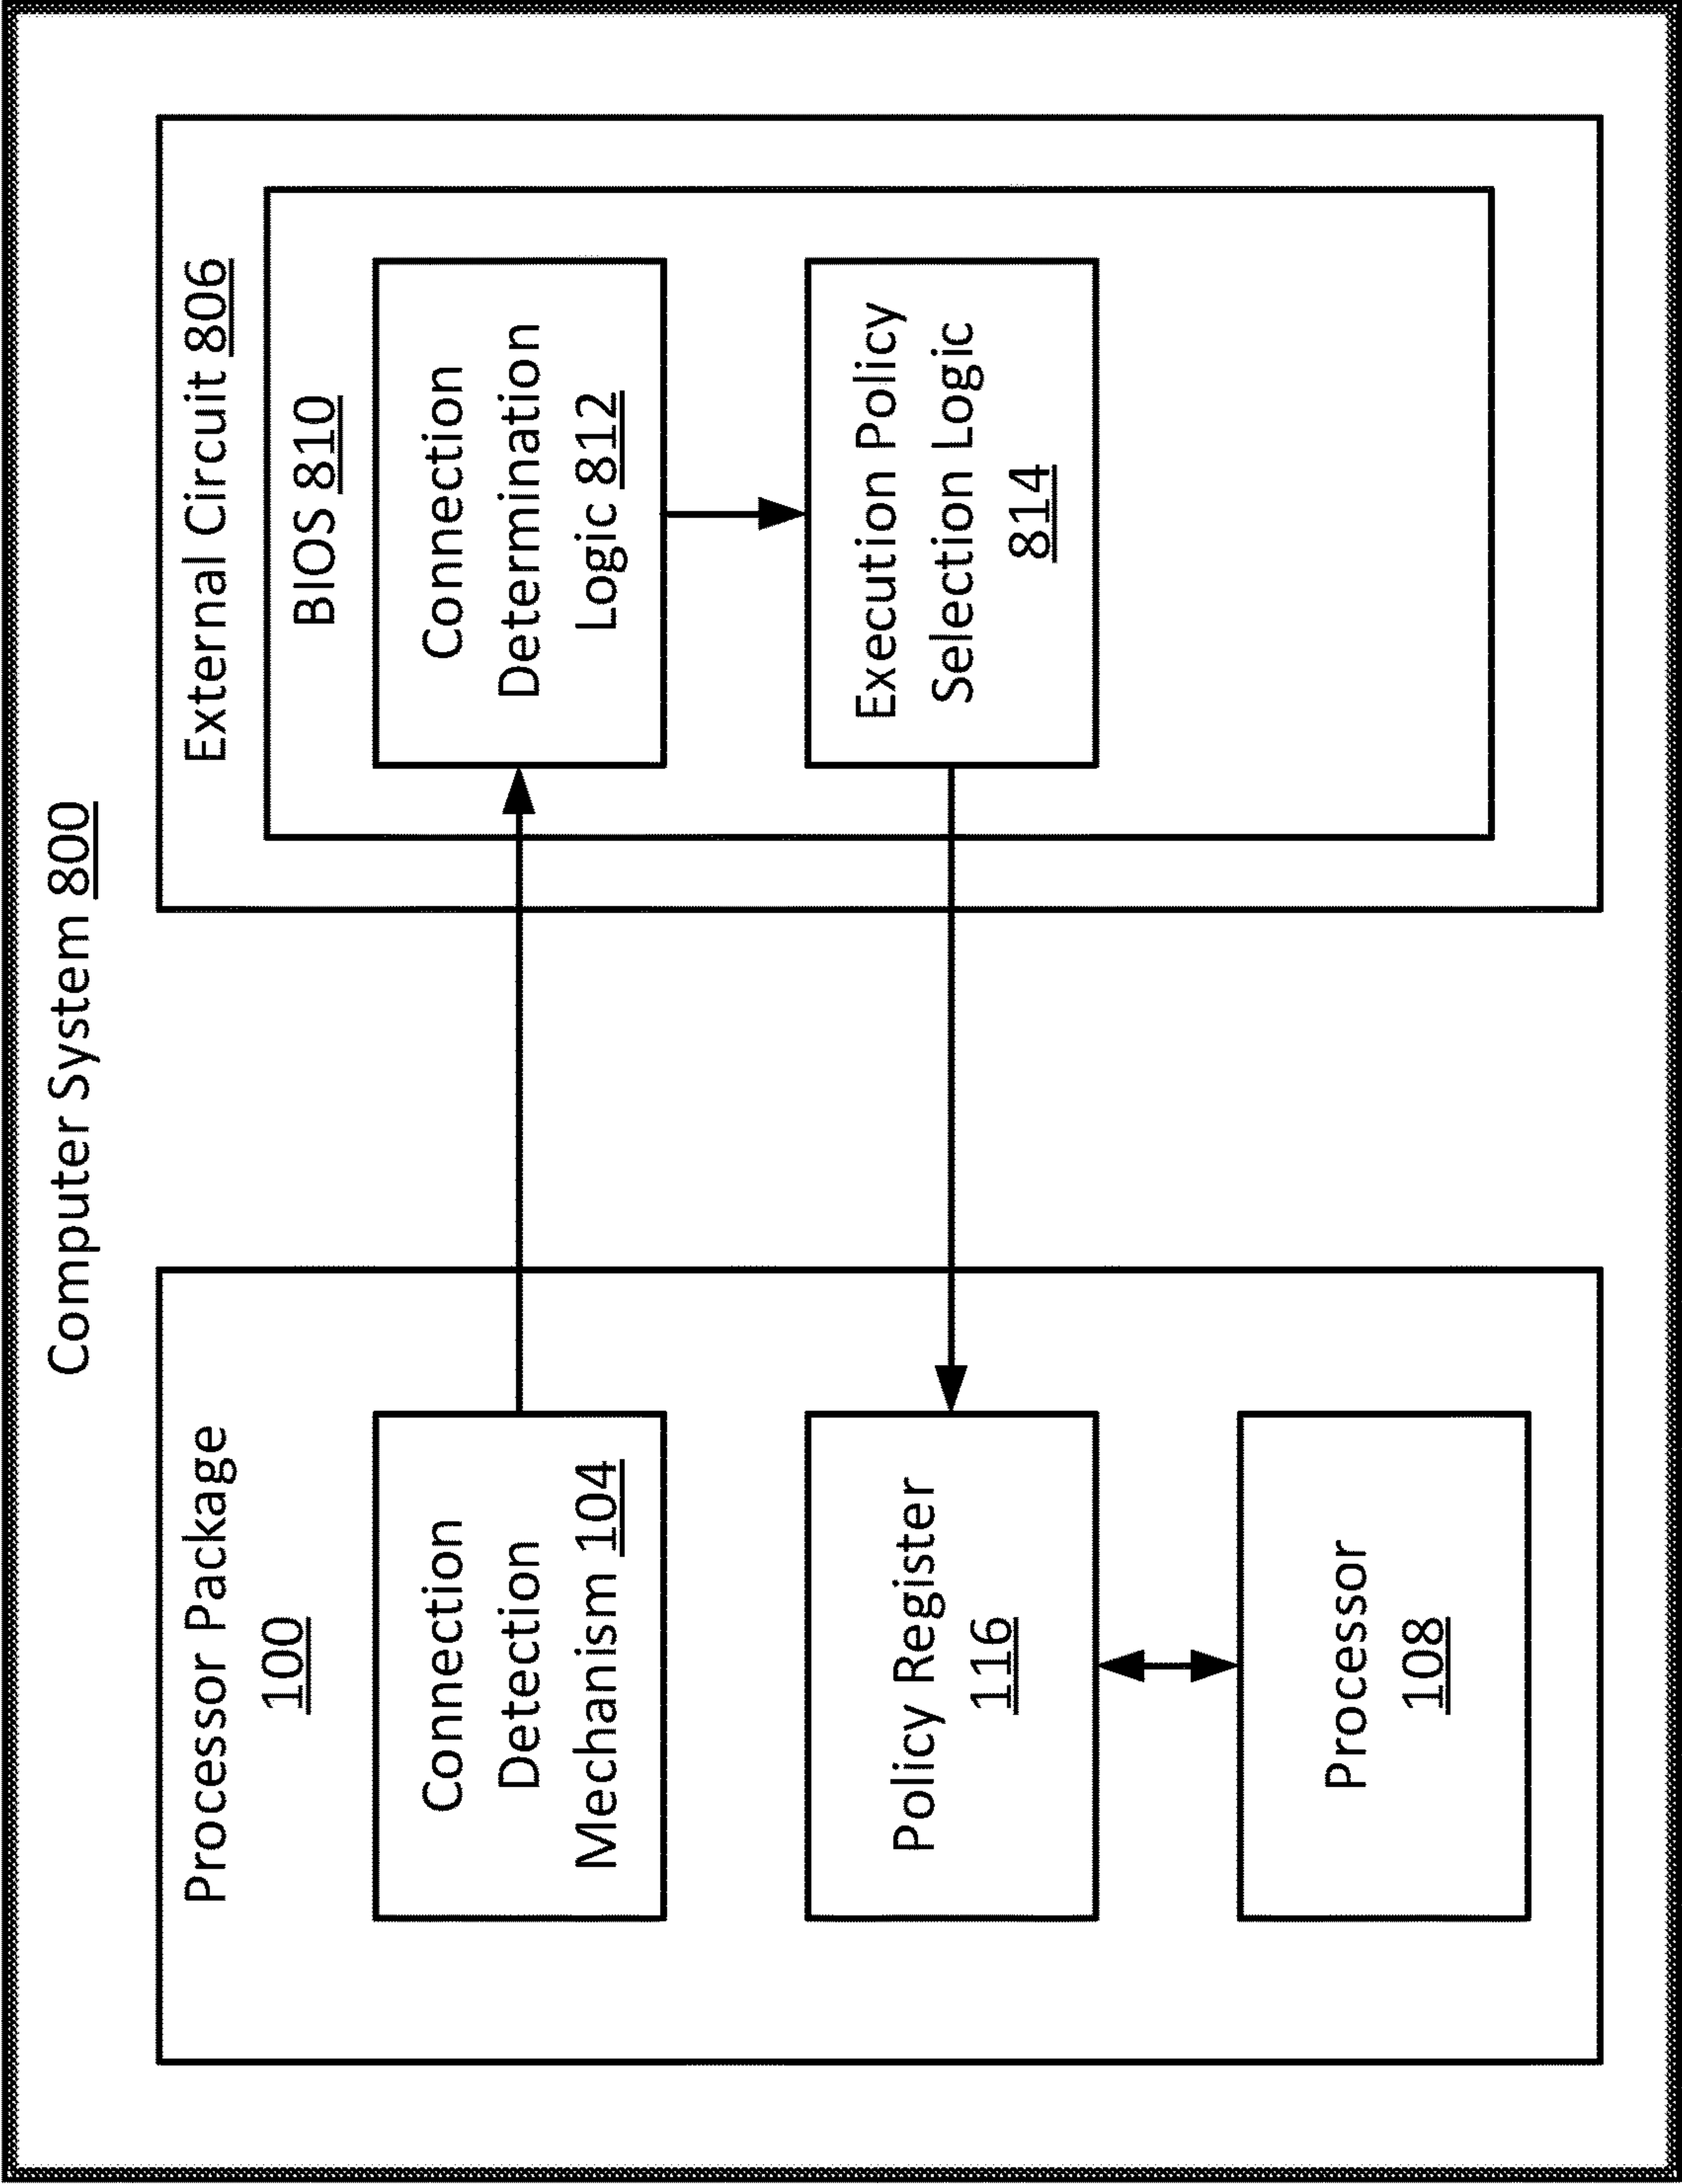 Computer System 800
Processor Package
100
Connection
Detection
Mechanism 104
Policy Register
116
Processor
108
External Circuit 806
BIOS 810
Connection
Determination
Logic 812
Execution Policy
Selection Logic
814